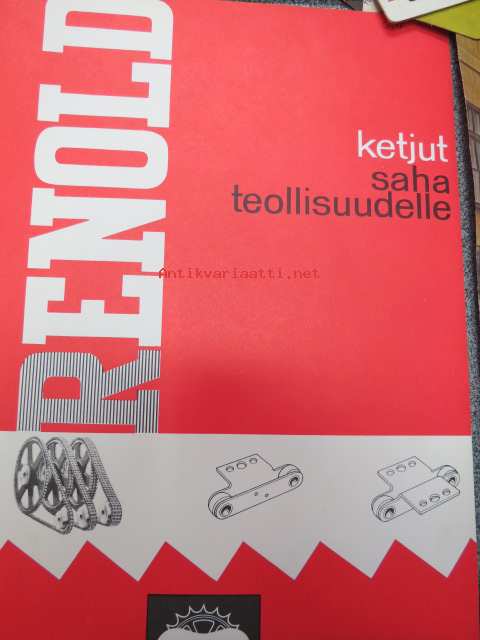 RENOLD
ketjut
saha
teollisuudelle
Antikvariaatti.net